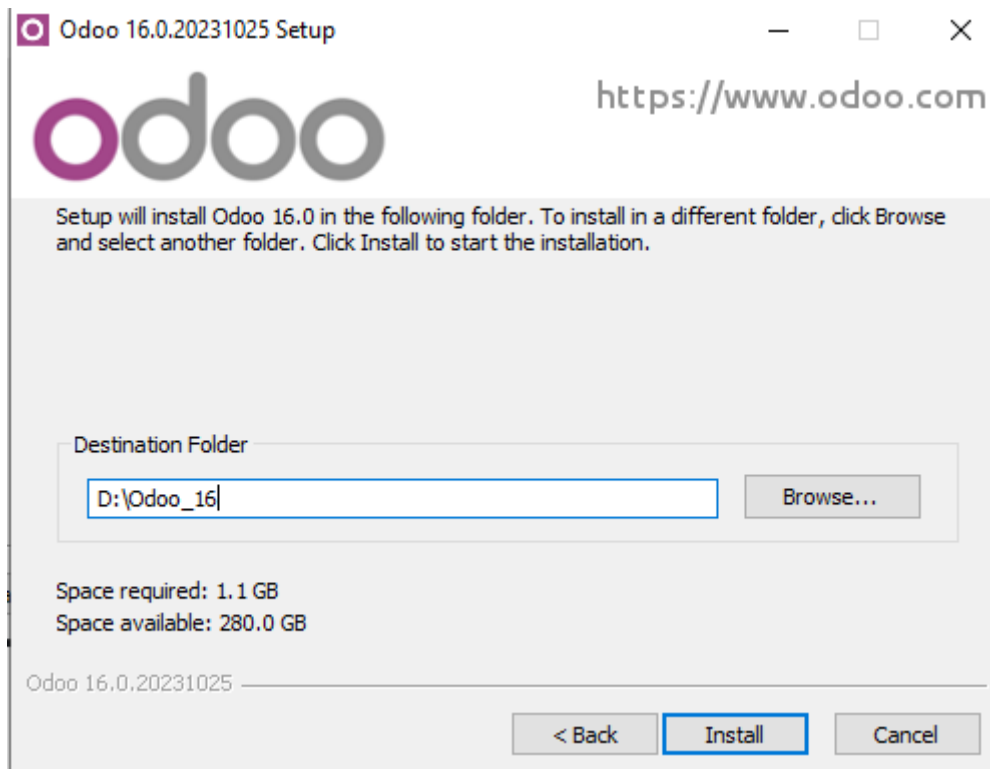 Odoo 16.0.20231025 Setup
odoo
https://www.odoo.com
Setup will install Odoo 16.0 in the following folder. To install in a different folder, click Browse
and select another folder. Click Install to start the installation.
Destination Folder
D:\Odoo_16
Browse...
Space required: 1.1 GB
Space available: 280.0 GB
Odoo 16.0.20231025
< Back
Install
Cancel